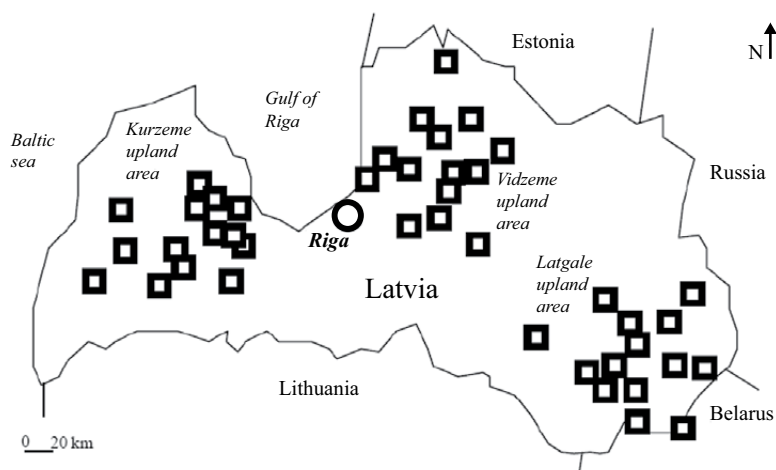 Estonia
N
Gulf of
Riga
Baltic
sea
Kurzeme
upland
area
Russia
Vidzeme
upland
area
Riga
Latgale
upland
area
Latvia
Lithuania
Belarus
0 20 km